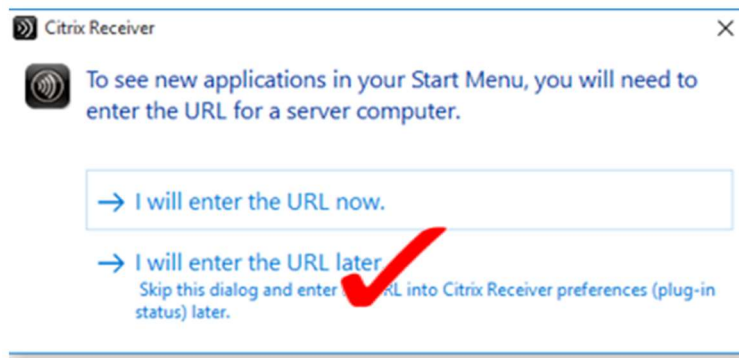 Citrix Receiver
To see new applications in your Start Menu, you will need to
enter the URL for a server computer.
I will enter the URL now.
I will enter the URL later
Skip this dialog and enter URL into Citrix Receiver preferences (plug-in
status) later.